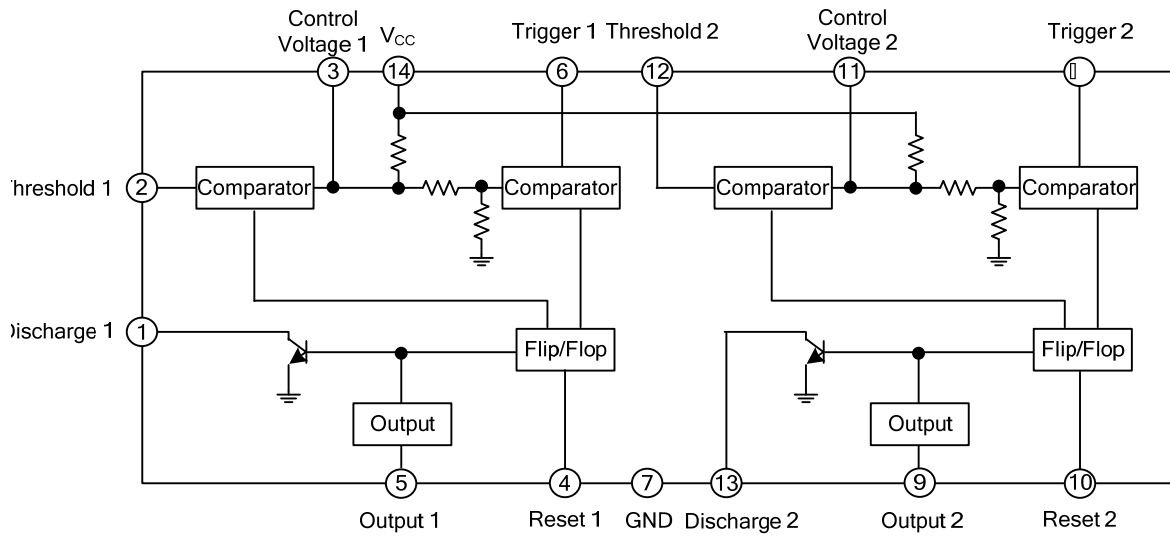 Control
Voltage 1
VCC
Trigger 1
Threshold 2
Control
Voltage 2
Trigger 2
3
14
6
12
11
hreshold 1
2
Comparator
Comparator
Comparator
Comparator
ischarge 1
1
Flip/Flop
Flip/Flop
Output
Output
5
4
7
13
9
10
Output 1
Reset 1
GND
Discharge 2
Output 2
Reset 2